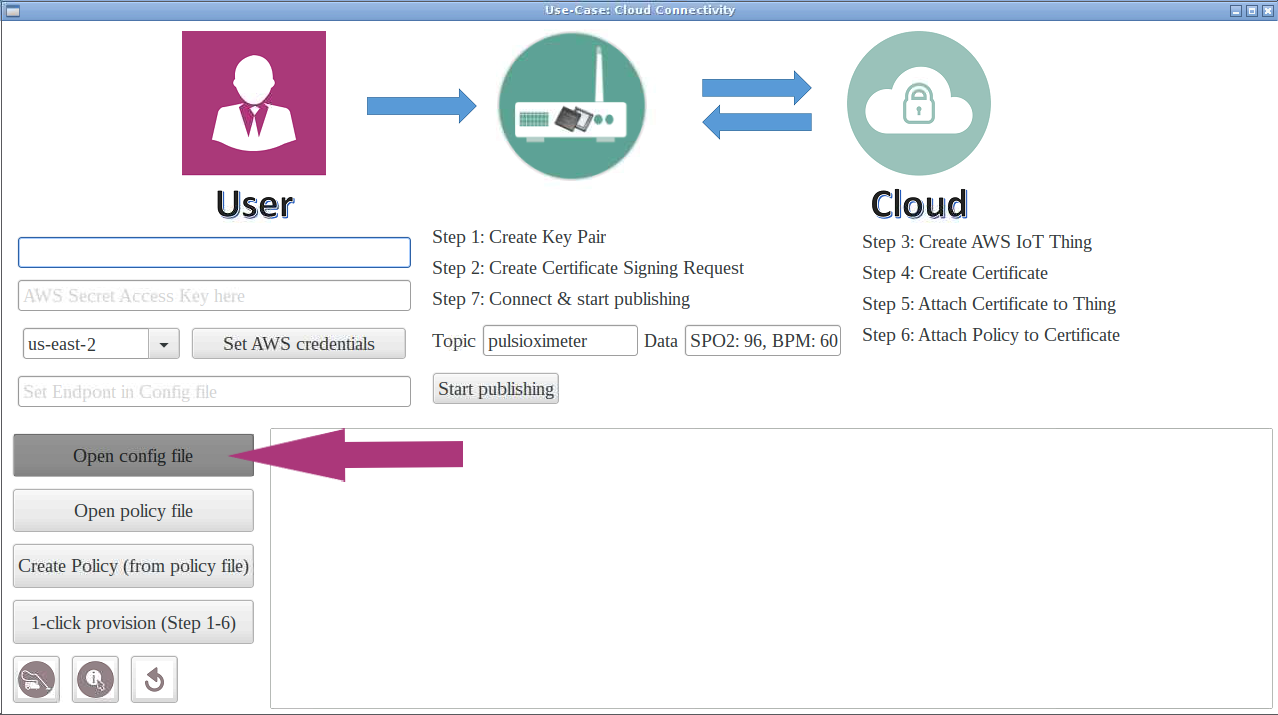 Use-Case: Cloud Connectivity
User
Cloud
AWS Secret Access Key here
us-east-2
Set AWS credentials
Set Endpont in Config file
Step 1: Create Key Pair
Step 2: Create Certificate Signing Request
Step 7: Connect & start publishing
Topic pulsioximeter Data SPO2: 96, BPM: 60
Start publishing
Step 3: Create AWS IoT Thing
Step 4: Create Certificate
Step 5: Attach Certificate to Thing
Step 6: Attach Policy to Certificate
Open config file
Open policy file
Create Policy (from policy file)
1-click provision (Step 1-6)